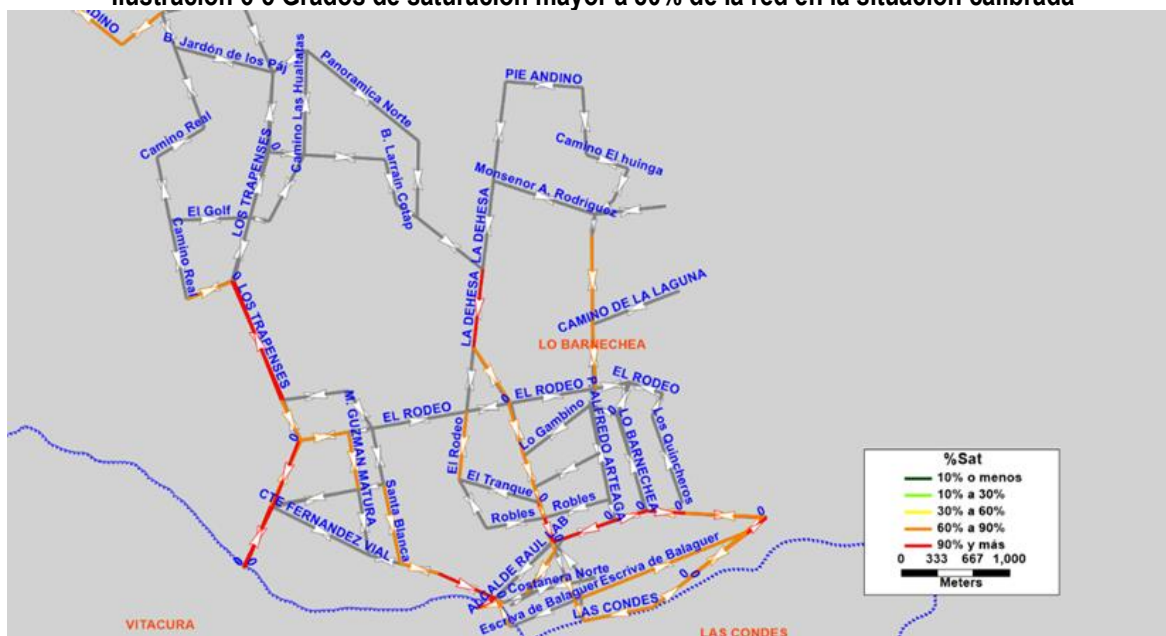 Ilustración 6-6 Grados de saturación mayor a 60% de la red en la situación calibrada
ANDINO
B. Jardón de los Páj
Camino Las Hualtatas
Panoramica Norte
PIE ANDINO
Camino Real
LOS TRAPENSES
B. Larrain Cotap
Camino El huinga
Monsenor A. Rodriguez
El Golf
LA DEHESA
Camino Real
LOS TRAPENSES
LA DEHESA
CAMINO DE LA LAGUNA
LO BARNECHEA
M. GUZMAN MATURA
EL RODEO
EL RODEO
EL RODEO
P. ALFREDO ARTEAGA
LO BARNECHEA
Los Quincheros
Lo Gambino
El Rodeo
El Tranque
Robles
Robles
Santa Blanca
CTE FERNANDEZ VIAL
ALCALDE RAUL LAB
Costanera Norte
Escriva de Balaguer
Escriva de Balaguer
LAS CONDES
VITACURA
LAS CONDES
%Sat
10% o menos
10% a 30%
30% a 60%
60% a 90%
90% y más
0 333 667 1,000
Meters